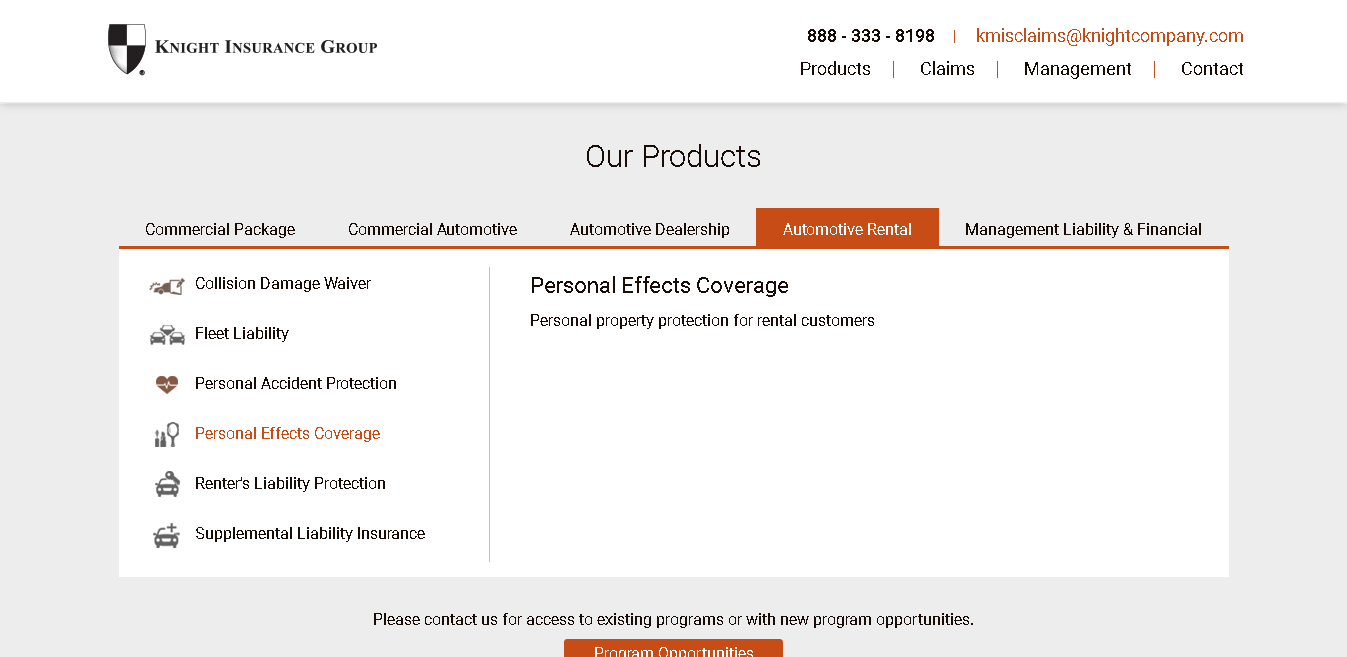 KNIGHT INSURANCE GROUP
888 - 333 - 8198 | kmisclaims@knightcompany.com
Products | Claims | Management | Contact
Our Products
Commercial Package Commercial Automotive Automotive Dealership Automotive Rental Management Liability & Financial
Collision Damage Waiver
Fleet Liability
Personal Accident Protection
Personal Effects Coverage
Renter's Liability Protection
Supplemental Liability Insurance
Personal Effects Coverage
Personal property protection for rental customers
Please contact us for access to existing programs or with new program opportunities.
Program Opportunities